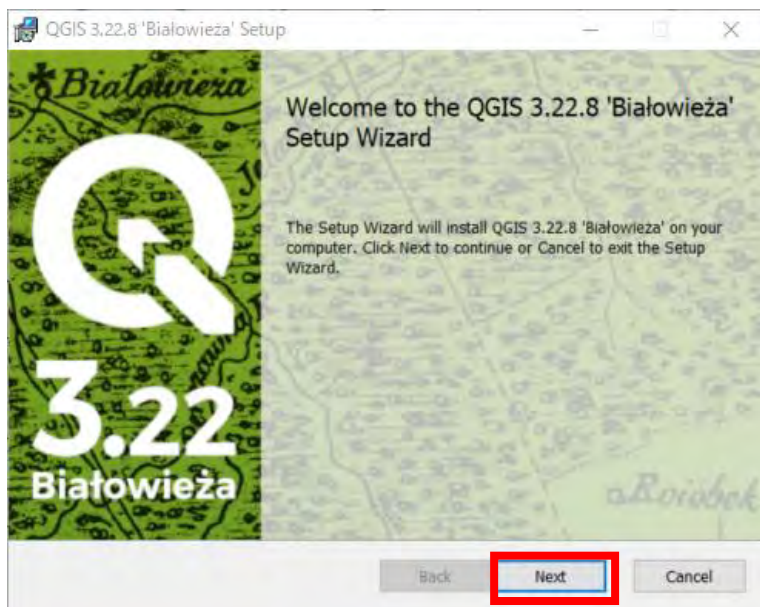 QGIS 3.22.8 'Białowieża' Setup
Białowieża
Welcome to the QGIS 3.22.8 'Białowieża'
Setup Wizard
The Setup Wizard will install QGIS 3.22.8 'Białowieża' on your
computer. Click Next to continue or Cancel to exit the Setup
Wizard.
3.22
Białowieża
Back
Next
Cancel